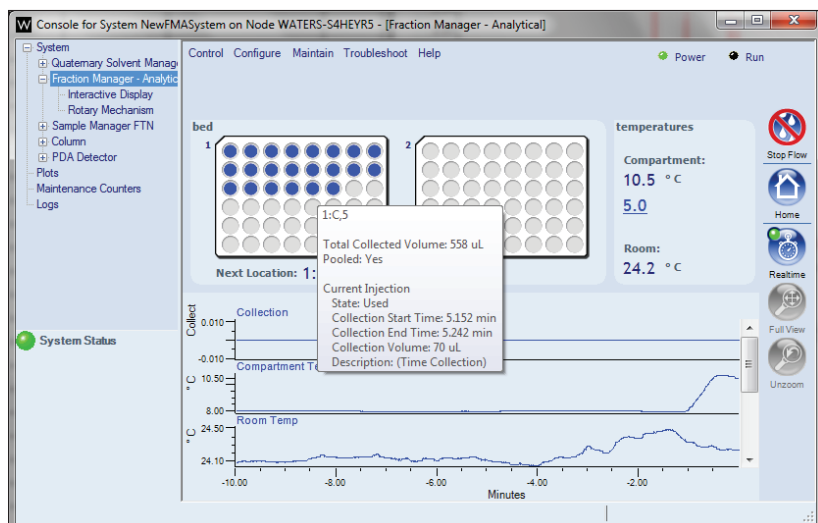 W Console for System NewFMASystem on Node WATERS-S4HEYR5 - [Fraction Manager - Analytical]
System
Quaternary Solvent Manag
Fraction Manager - Analytic
Interactive Display
Rotary Mechanism
Sample Manager FTN
Column
PDA Detector
Plots
Maintenance Counters
Logs
System Status
Control Configure Maintain Troubleshoot Help
Power Run
bed
1 2
1:C,5
Total Collected Volume: 558 uL
Pooled: Yes
Current Injection
State: Used
Collection Start Time: 5.152 min
Collection End Time: 5.242 min
Collection Volume: 70 uL
Description: (Time Collection)
Next Location: 1:
temperatures
Compartment:
10.5 °C
5.0
Room:
24.2 °C
Stop Flow
Home
Realtime
Full View
Unzoom
Collect
0.010
-0.010
Collection
°C
10.50
8.00
Compartment Te
°C
24.50
24.10
Room Temp
-10.00 -8.00 -6.00 -4.00 -2.00
Minutes